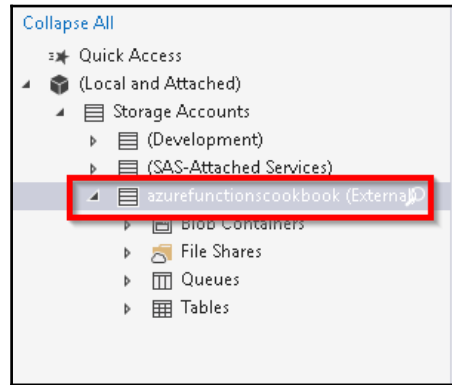 Collapse All
Quick Access
(Local and Attached)
Storage Accounts
(Development)
(SAS-Attached Services)
azurefunctionscookbook (External)
Blob Containers
File Shares
Queues
Tables